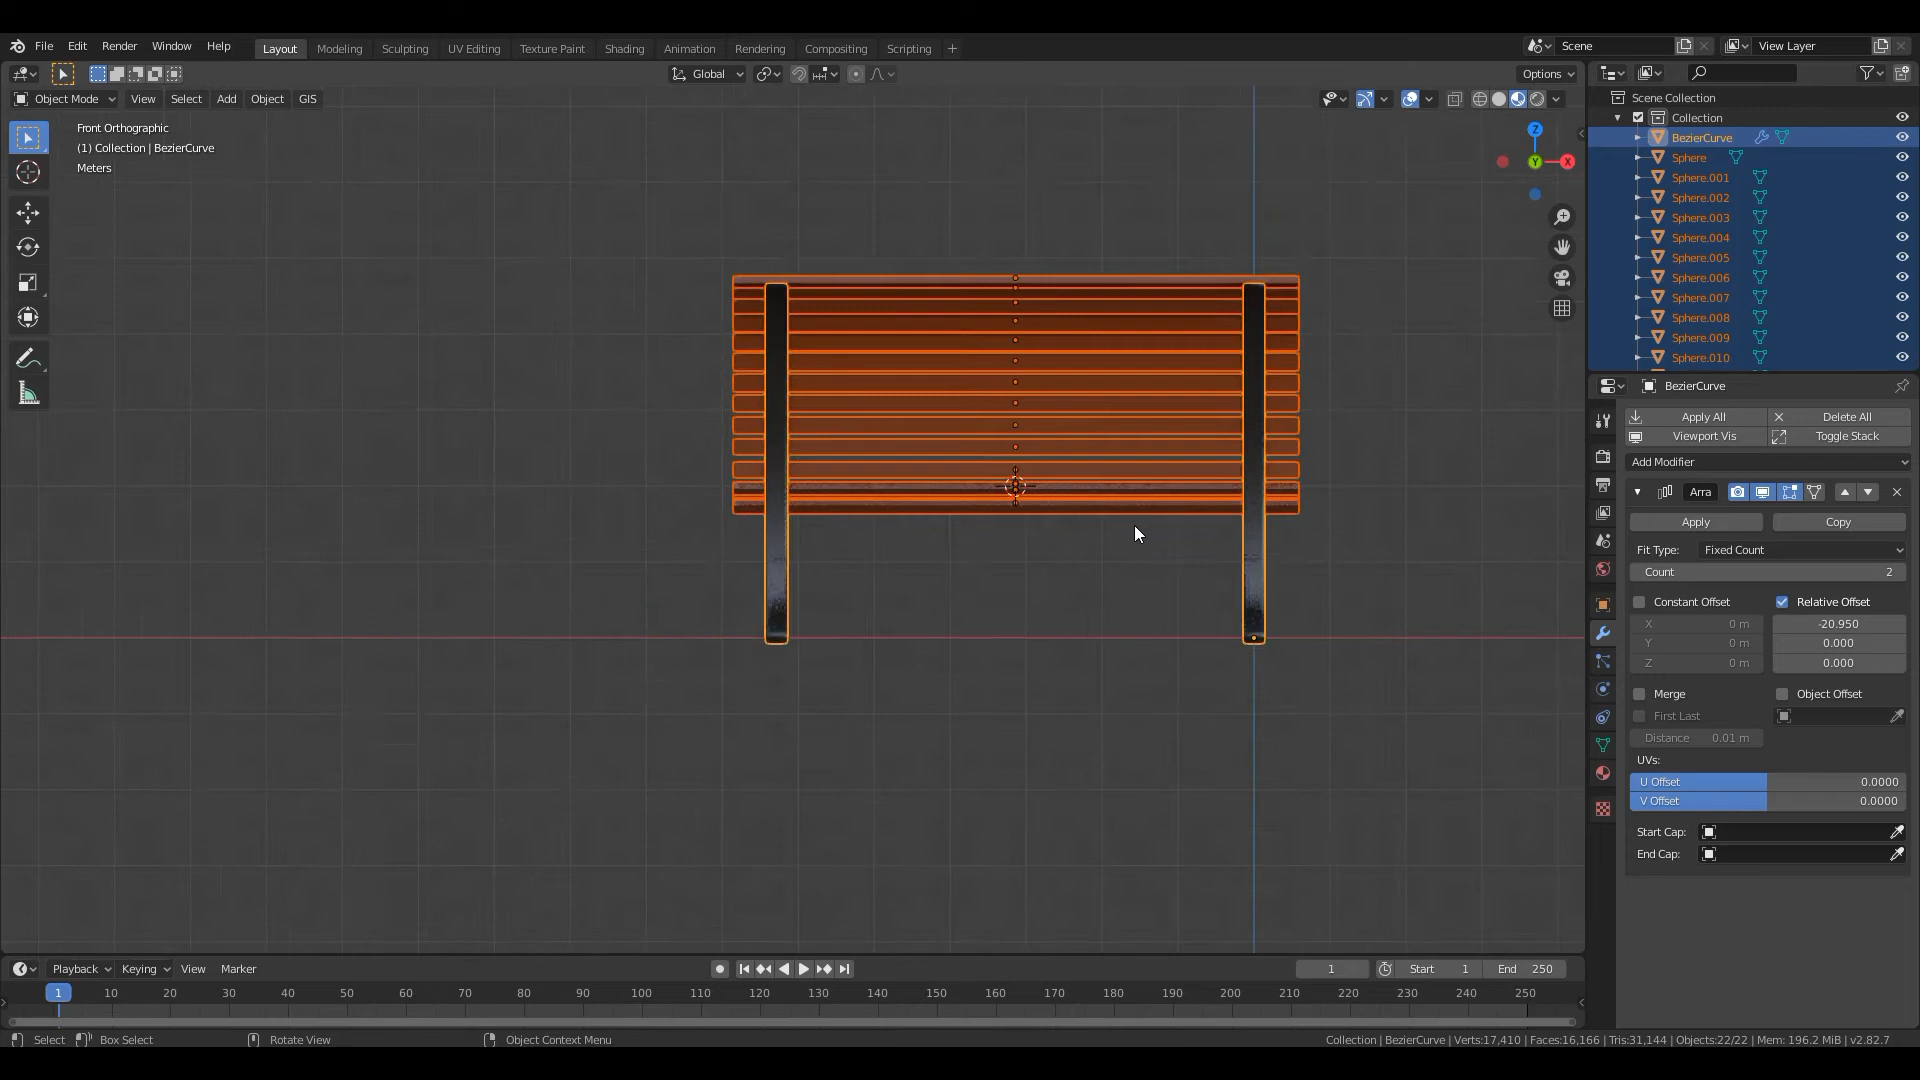 File Edit Render Window Help Layout Modeling Sculpting UV Editing Texture Paint Shading Animation Rendering Compositing Scripting + Scene View Layer
Global Options
Object Mode View Select Add Object GIS
Scene Collection
Collection
Front Orthographic
(1) Collection | BezierCurve
Meters
Z
Y
X
BezierCurve
Sphere
Sphere.001
Sphere.002
Sphere.003
Sphere.004
Sphere.005
Sphere.006
Sphere.007
Sphere.008
Sphere.009
Sphere.010
BezierCurve
Apply All Delete All
Viewport Vis Toggle Stack
Add Modifier
Arra
Apply Copy
Fit Type: Fixed Count
Count 2
Constant Offset Relative Offset
X 0 m -20.950
Y 0 m 0.000
Z 0 m 0.000
Merge Object Offset
First Last
Distance 0.01 m
UVs:
U Offset 0.0000
V Offset 0.0000
Start Cap:
End Cap:
Playback Keying View Marker 1 Start 1 End 250
1 10 20 30 40 50 60 70 80 90 100 110 120 130 140 150 160 170 180 190 200 210 220 230 240 250
Select Box Select Rotate View Object Context Menu Collection | BezierCurve | Verts:17,410 | Faces:16,166 | Tris:31,144 | Objects:22/22 | Mem: 196.2 MiB | v2.82.7